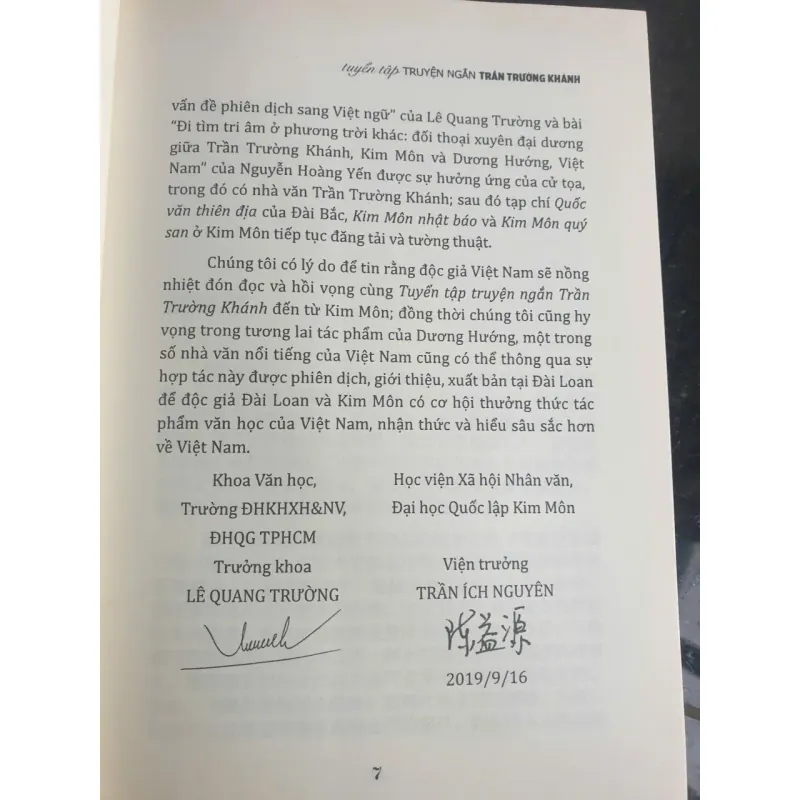 tuyển tập TRUYỆN NGẮN TRẦN TRƯỜNG KHÁNH
vấn đề phiên dịch sang Việt ngữ" của Lê Quang Trường và bài
"Đi tìm tri âm ở phương trời khác: đối thoại xuyên đại dương
giữa Trần Trường Khánh, Kim Môn và Dương Hướng, Việt
Nam" của Nguyễn Hoàng Yến được sự hưởng ứng của cử tọa,
trong đó có nhà văn Trần Trường Khánh; sau đó tạp chí Quốc
văn thiên địa của Đài Bắc, Kim Môn nhật báo và Kim Môn quý
san ở Kim Môn tiếp tục đăng tải và tường thuật.
Chúng tôi có lý do để tin rằng độc giả Việt Nam sẽ nồng
nhiệt đón đọc và hồi vọng cùng Tuyển tập truyện ngắn Trần
Trường Khánh đến từ Kim Môn; đồng thời chúng tôi cũng hy
vọng trong tương lai tác phẩm của Dương Hướng, một trong
số nhà văn nổi tiếng của Việt Nam cũng có thể thông qua sự
hợp tác này được phiên dịch, giới thiệu, xuất bản tại Đài Loan
để độc giả Đài Loan và Kim Môn có cơ hội thưởng thức tác
phẩm văn học của Việt Nam, nhận thức và hiểu sâu sắc hơn
về Việt Nam.
Khoa Văn học,
Trường ĐHKHXH&NV,
ĐHQG TPHCM
Trưởng khoa
LÊ QUANG TRƯỜNG
Học viện Xã hội Nhân văn,
Đại học Quốc lập Kim Môn
Viện trưởng
TRẦN ÍCH NGUYÊN
陳益源
2019/9/16
7